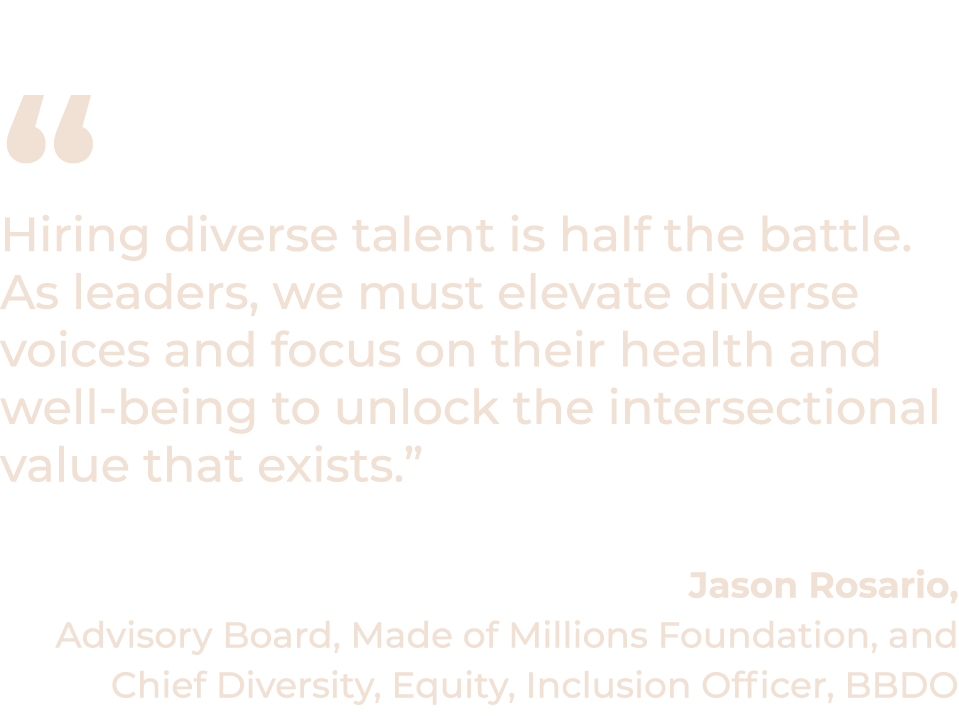 “
Hiring diverse talent is half the battle.
As leaders, we must elevate diverse
voices and focus on their health and
well-being to unlock the intersectional
value that exists.”
Jason Rosario,
Advisory Board, Made of Millions Foundation, and
Chief Diversity, Equity, Inclusion Officer, BBDO